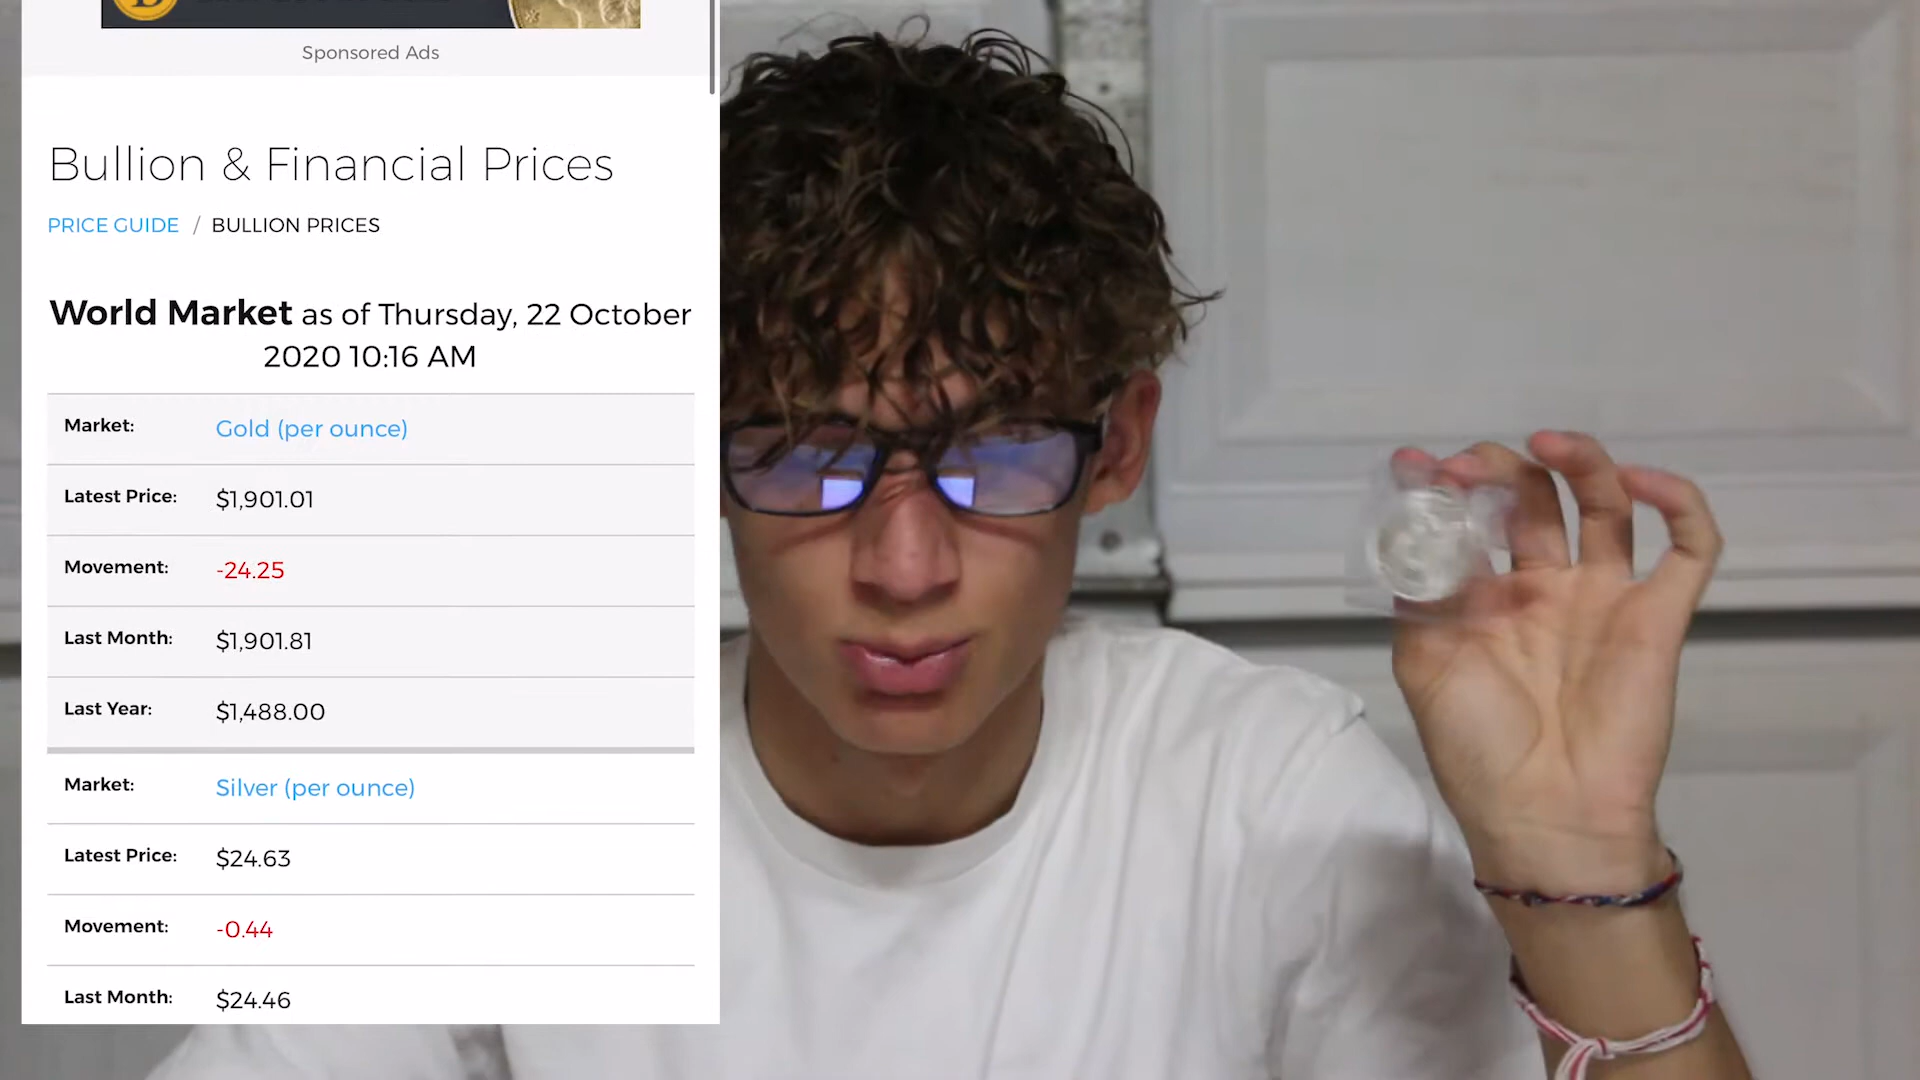 Sponsored Ads
Bullion & Financial Prices
PRICE GUIDE / BULLION PRICES
World Market as of Thursday, 22 October
2020 10:16 AM
Market: Gold (per ounce)
Latest Price: $1,901.01
Movement: -24.25
Last Month: $1,901.81
Last Year: $1,488.00
Market: Silver (per ounce)
Latest Price: $24.63
Movement: -0.44
Last Month: $24.46